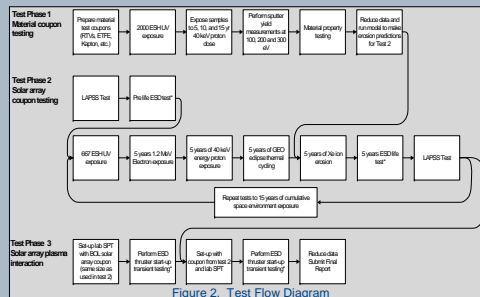 Test Phase 1
Material coupon
testing
Prepare material
test coupons
(RTVs, ETFE,
Kapton, etc.)
2000 ESH UV
exposure
Expose samples
to 5, 10, and 15 yr
40 keV proton
dose
Perform sputter
yield
measurements at
100, 200 and 300
eV
Material property
testing
Reduce data and
run model to make
erosion predictions
for Test 2
Test Phase 2
Solar array
coupon testing
LAPSS Test
Pre life ESD test*
667 ESH UV
exposure
5 years 1.2 MeV
Electron exposure
5 years of 40 keV
energy proton
exposure
5 years of GEO
eclipse thermal
cycling
5 years of Xe ion
erosion
5 years ESD life
test*
LAPSS Test
Repeat tests to 15 years of cumulative
space environment exposure
Test Phase 3
Solar array plasma
interaction
Set-up lab SPT
with BOL solar
array coupon
(same size as
used in test 2)
Perform ESD
thruster start-up
transient testing*
Set-up with
coupon from test 2
and lab SPT
Perform ESD
thruster start-up
transient testing*
Reduce data
Submit Final
Report
Figure 2. Test Flow Diagram